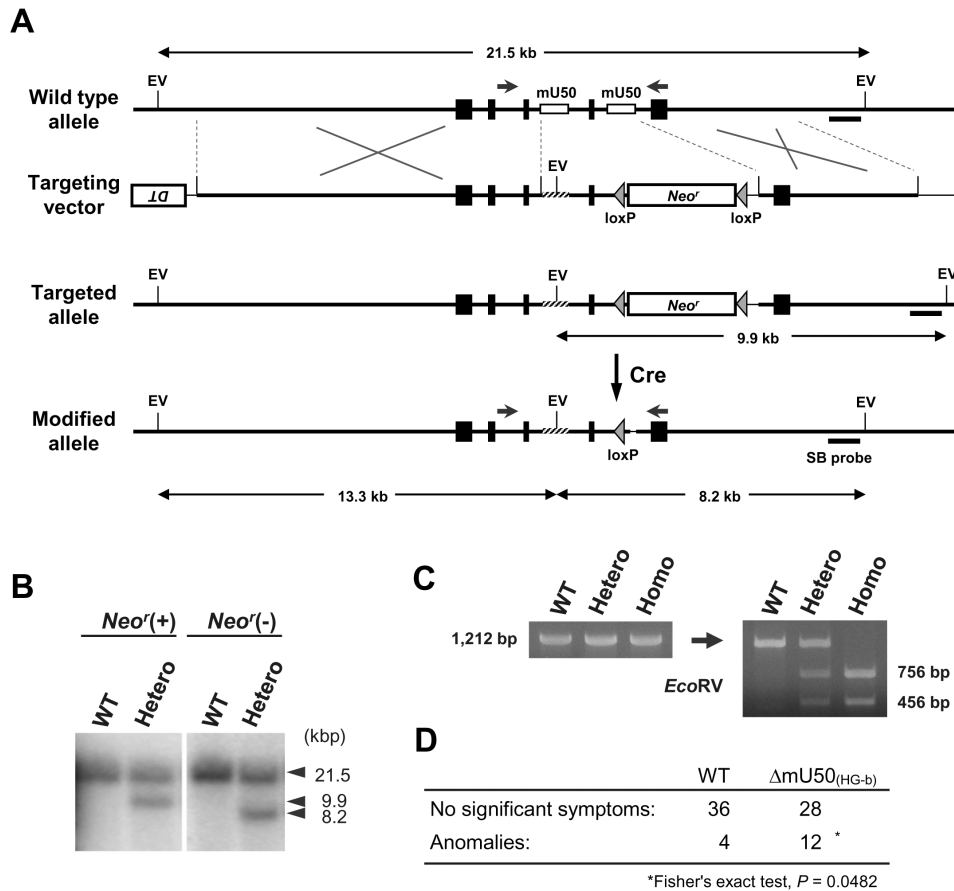 A
21.5 kb
EV
EV
mU50
mU50
Wild type
allele
Targeting
vector
DT
EV
Neoʳ
loxP
loxP
EV
EV
EV
Targeted
allele
Neoʳ
9.9 kb
Cre
EV
EV
EV
Modified
allele
loxP
SB probe
13.3 kb
8.2 kb
B
Neoʳ(+)
Neoʳ(-)
WT
Hetero
WT
Hetero
(kbp)
21.5
9.9
8.2
C
WT
Hetero
Homo
1,212 bp
EcoRV
WT
Hetero
Homo
756 bp
456 bp
D
WT ΔmU50(HG-b)
No significant symptoms: 36 28
Anomalies: 4 12 *
*Fisher's exact test, P = 0.0482